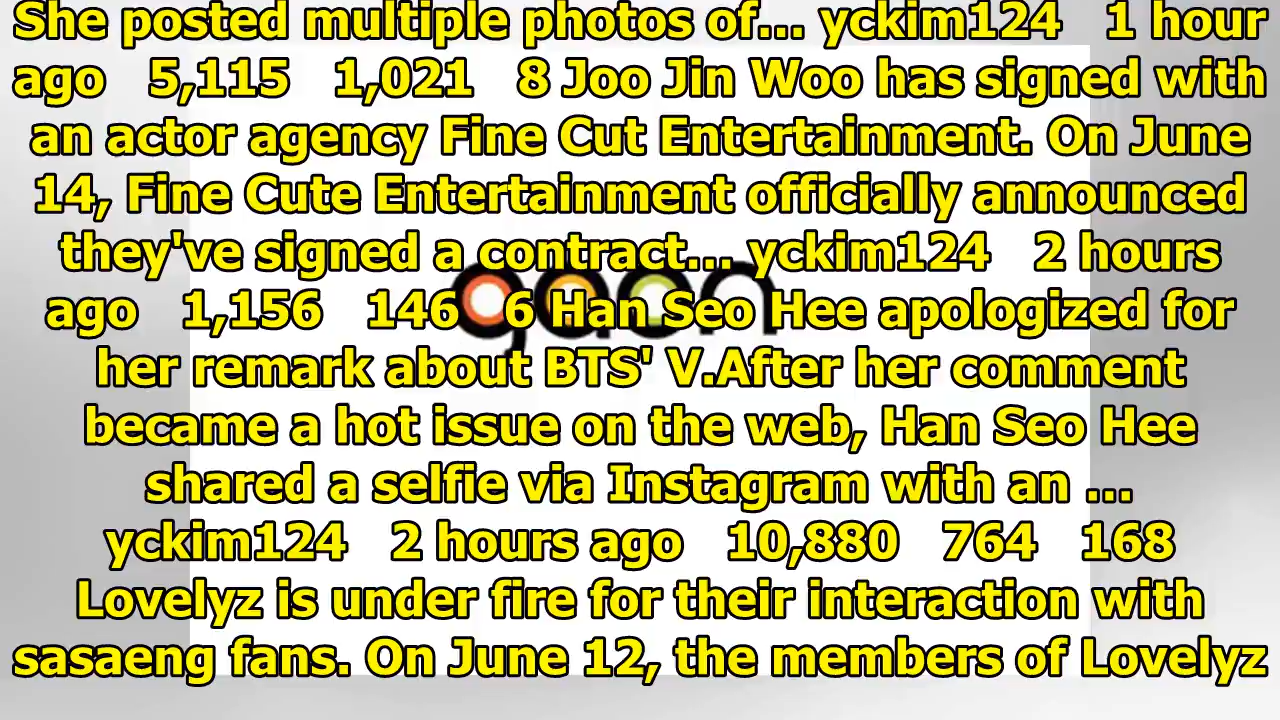 She posted multiple photos of... yckim124 1 hour
ago 5,115 1,021 8 Joo Jin Woo has signed with
an actor agency Fine Cut Entertainment. On June
14, Fine Cute Entertainment officially announced
they've signed a contract... yckim124 2 hours
ago 1,156 146 6 Han Seo Hee apologized for
her remark about BTS' V.After her comment
became a hot issue on the web, Han Seo Hee
shared a selfie via Instagram with an ...
yckim124 2 hours ago 10,880 764 168
Lovelyz is under fire for their interaction with
sasaeng fans. On June 12, the members of Lovelyz
gaon